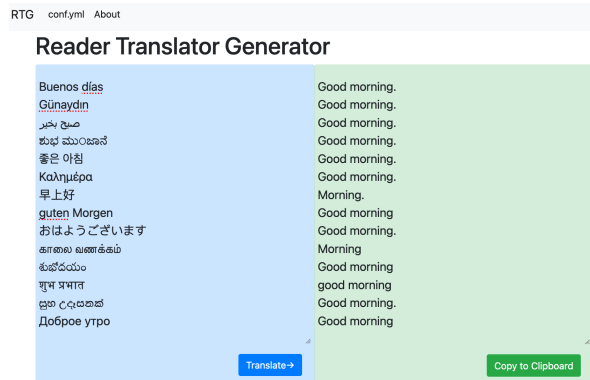 RTG conf.yml About
Reader Translator Generator
Buenos días Good morning.
Günaydın Good morning.
صبح بخیر Good morning.
ಶುಭ ಮುಂಜಾನೆ Good morning.
좋은 아침 Good morning.
Καλημέρα Good morning.
早上好 Morning.
guten Morgen Good morning
おはようございます Good morning.
காலை வணக்கம் Morning
శుభోదయం Good morning
शुभ प्रभात good morning
සුභ උදෑසනක් Good morning.
Доброе утро Good morning
Translate→ Copy to Clipboard